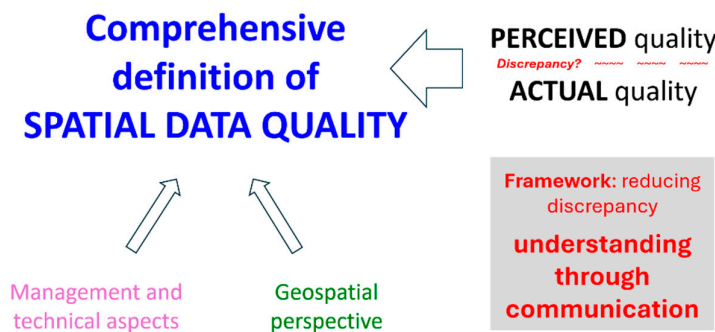 Comprehensive
definition of
SPATIAL DATA QUALITY
PERCEIVED quality
Discrepancy? ~~~~ ~~~~ ~~~~
ACTUAL quality
Framework: reducing
discrepancy
understanding
through
communication
Management and
technical aspects
Geospatial
perspective